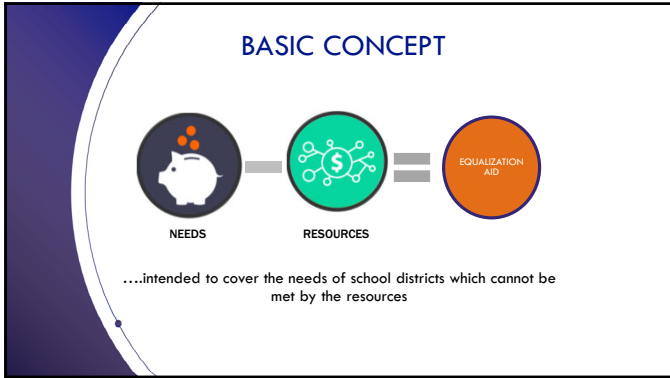 BASIC CONCEPT
$
EQUALIZATION
AID
NEEDS
RESOURCES
....intended to cover the needs of school districts which cannot be
met by the resources